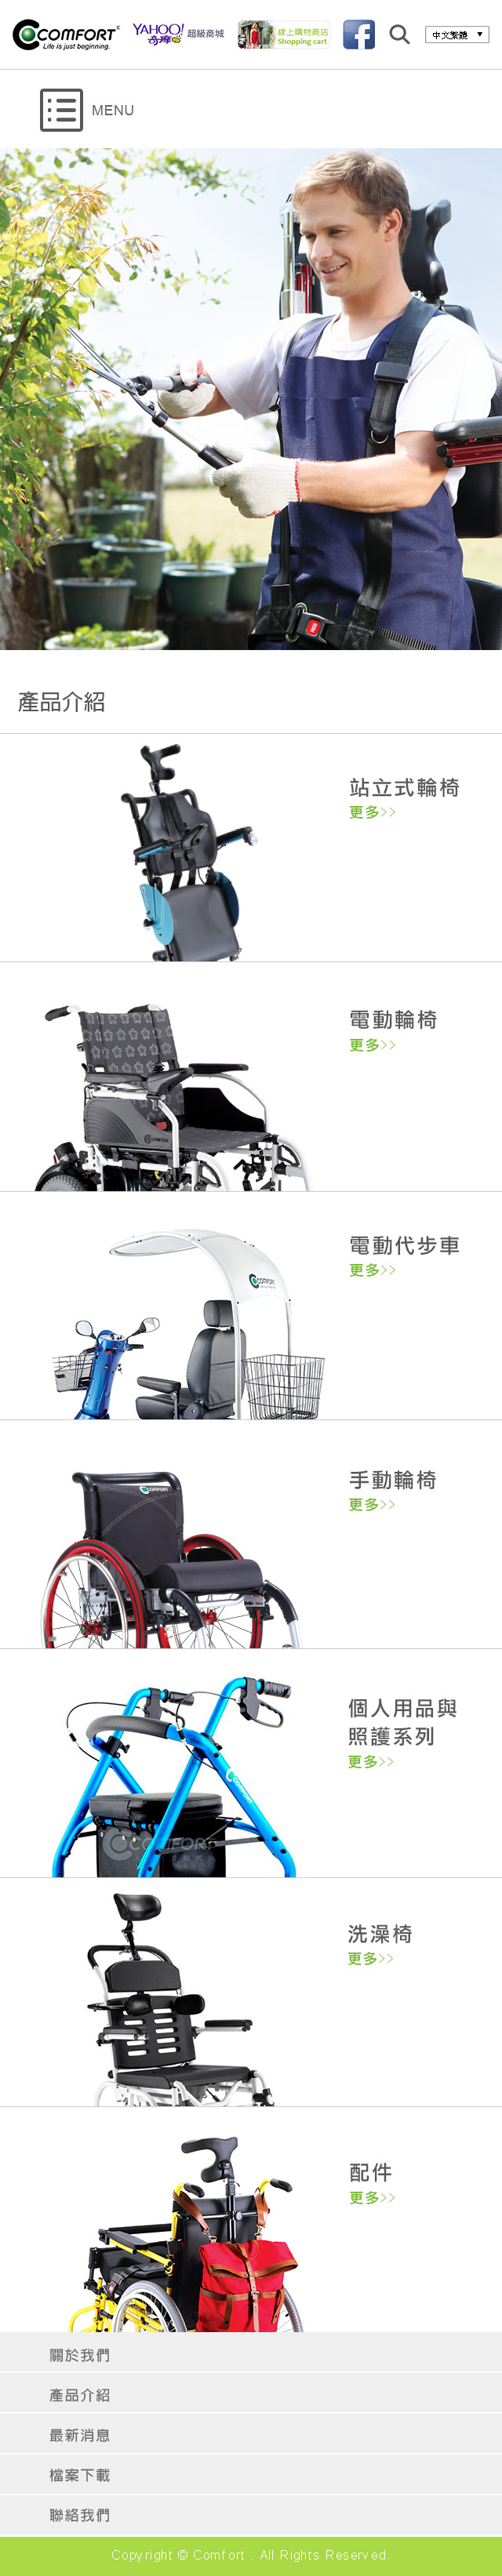 COMFORT®
Life is just beginning.
YAHOO!
奇摩 超級商城
線上購物商店
Shopping cart
中文繁體 ▼
MENU
產品介紹
站立式輪椅
更多>>
電動輪椅
更多>>
COMFORT
電動代步車
更多>>
COMFORT
手動輪椅
更多>>
COMFORT
個人用品與
照護系列
更多>>
COMFORT
COMFORT
洗澡椅
更多>>
配件
更多>>
關於我們
產品介紹
最新消息
檔案下載
聯絡我們
Copyright © Comfort . All Rights Reserved.